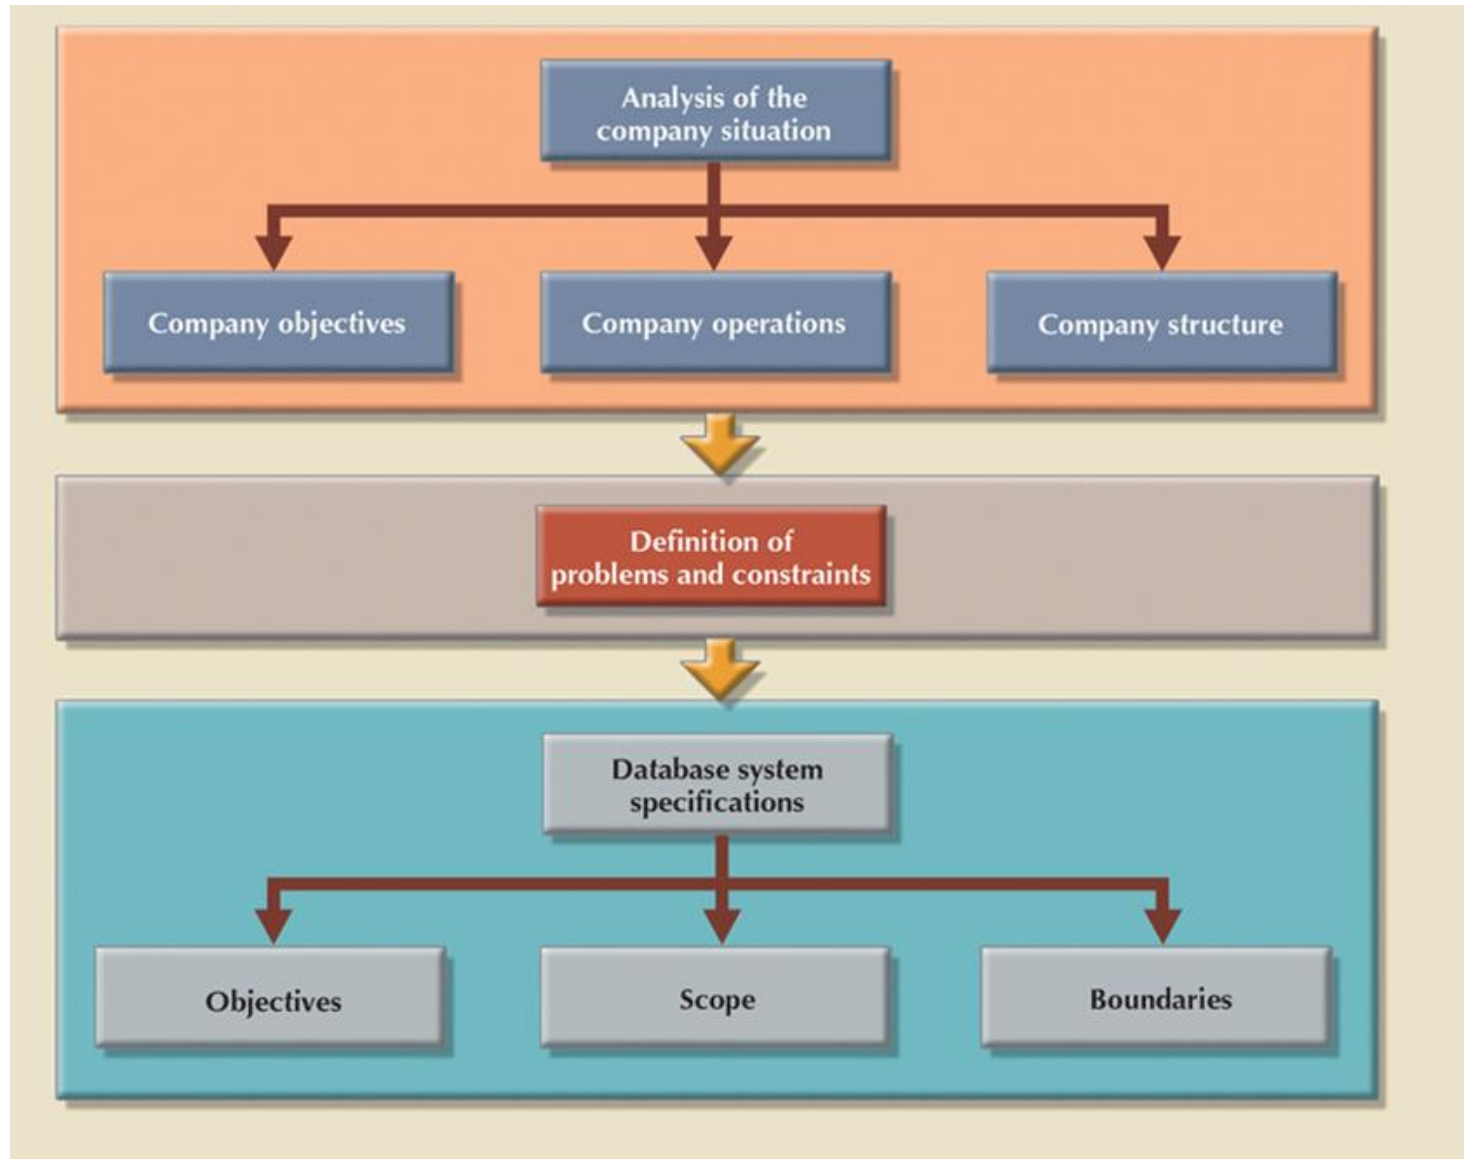 Analysis of the
company situation
Company objectives
Company operations
Company structure
Definition of
problems and constraints
Database system
specifications
Objectives
Scope
Boundaries